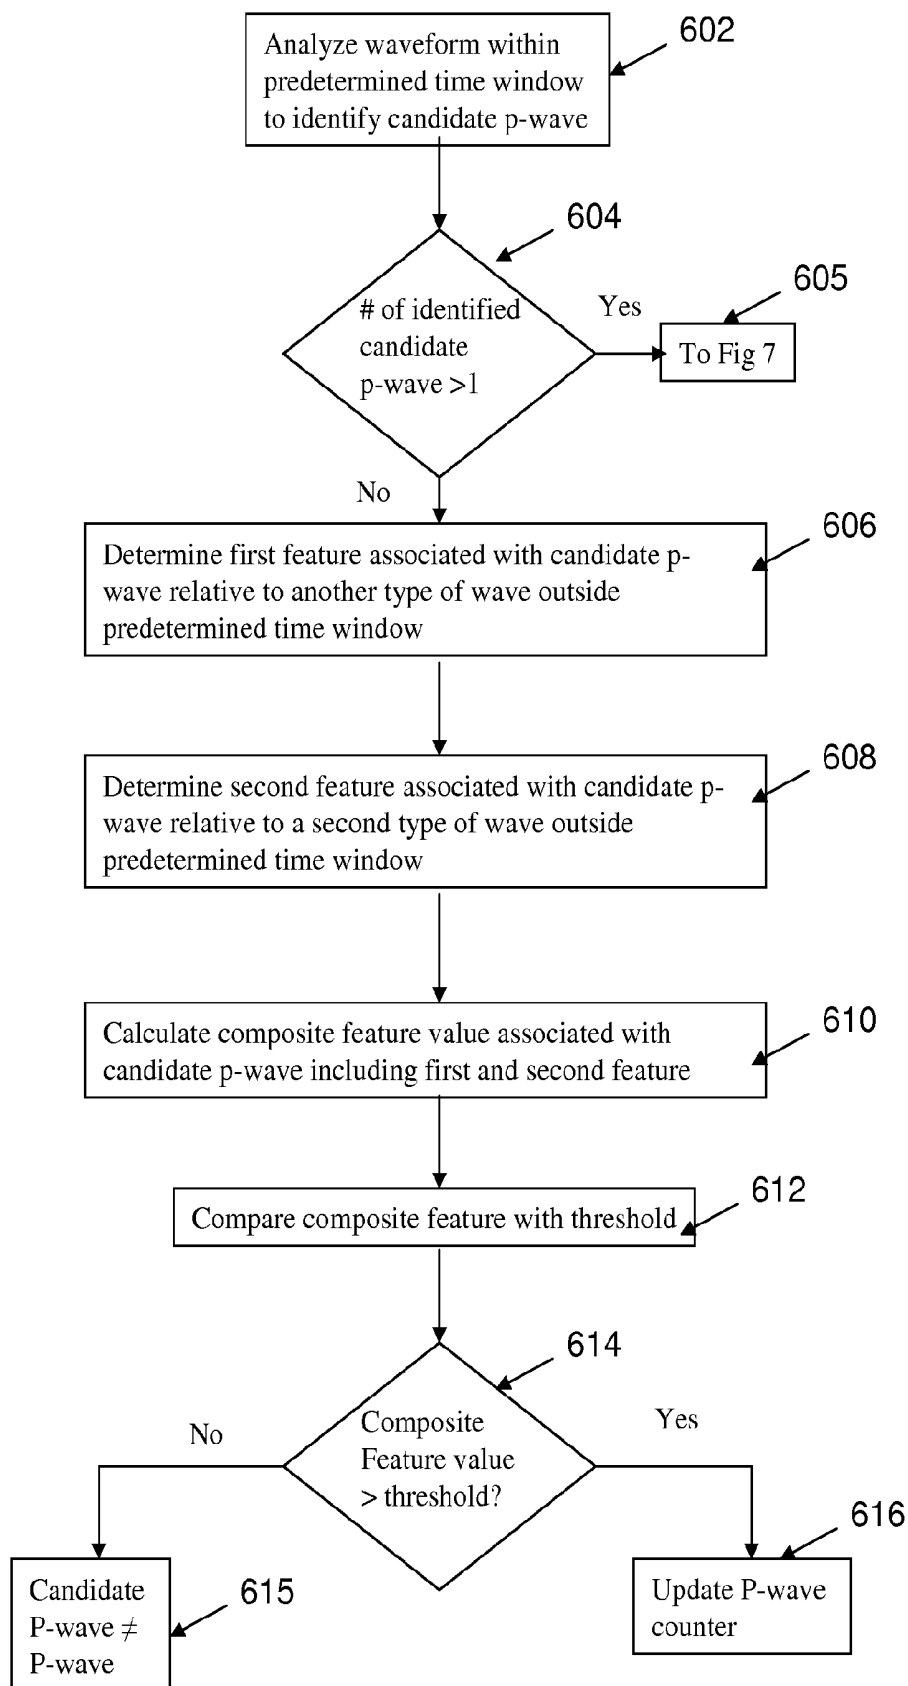 Analyze waveform within
predetermined time window
to identify candidate p-wave
602
604
# of identified
candidate
p-wave >1
Yes
605
To Fig 7
No
606
Determine first feature associated with candidate p-
wave relative to another type of wave outside
predetermined time window
608
Determine second feature associated with candidate p-
wave relative to a second type of wave outside
predetermined time window
610
Calculate composite feature value associated with
candidate p-wave including first and second feature
612
Compare composite feature with threshold
614
Composite
Feature value
> threshold?
No
Yes
615
Candidate
P-wave ≠
P-wave
616
Update P-wave
counter